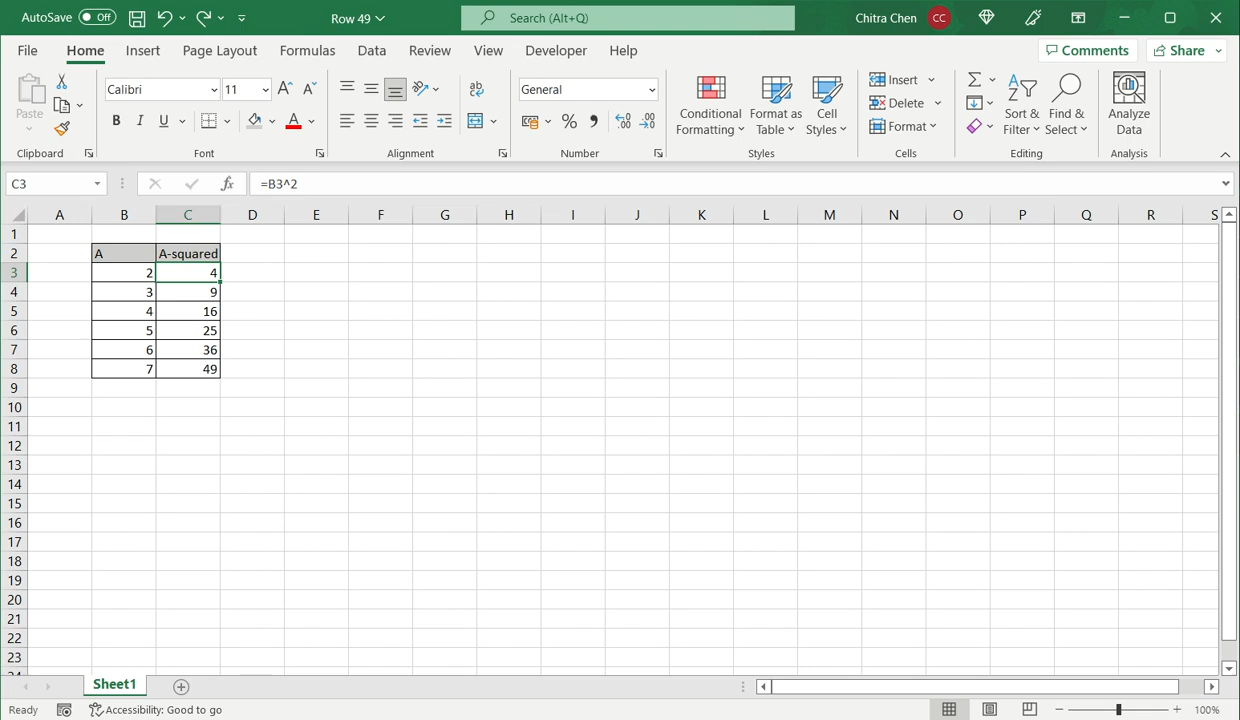 AutoSave Off Row 49 Search (Alt+Q) Chitra Chen CC
File Home Insert Page Layout Formulas Data Review View Developer Help Comments Share
Paste Calibri 11 General Conditional Formatting Format as Table Cell Styles Insert Delete Format Sort & Filter Find & Select Analyze Data
Clipboard Font Alignment Number Styles Cells Editing Analysis
C3 fx =B3^2
A B C D E F G H I J K L M N O P Q R S
1
2 A A-squared
3 2 4
4 3 9
5 4 16
6 5 25
7 6 36
8 7 49
9
10
11
12
13
14
15
16
17
18
19
20
21
22
23
Sheet1
Ready Accessibility: Good to go 100%